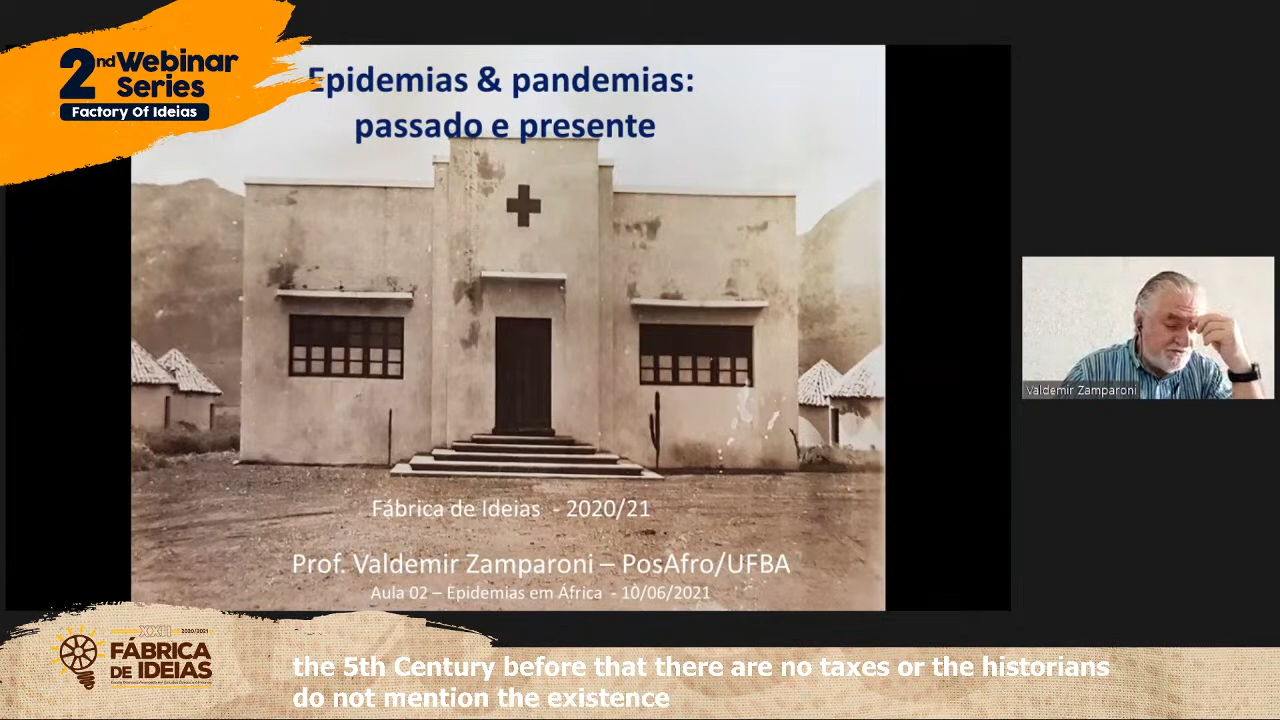 2nd Webinar
Series
Factory Of Ideias
Epidemias & pandemias:
passado e presente
Fábrica de Ideias - 2020/21
Prof. Valdemir Zamparoni – PosAfro/UFBA
Aula 02 – Epidemias em África - 10/06/2021
Valdemir Zamparoni
XXII 2020/2021
FÁBRICA
DE IDEIAS
the 5th Century before that there are no taxes or the historians
do not mention the existence